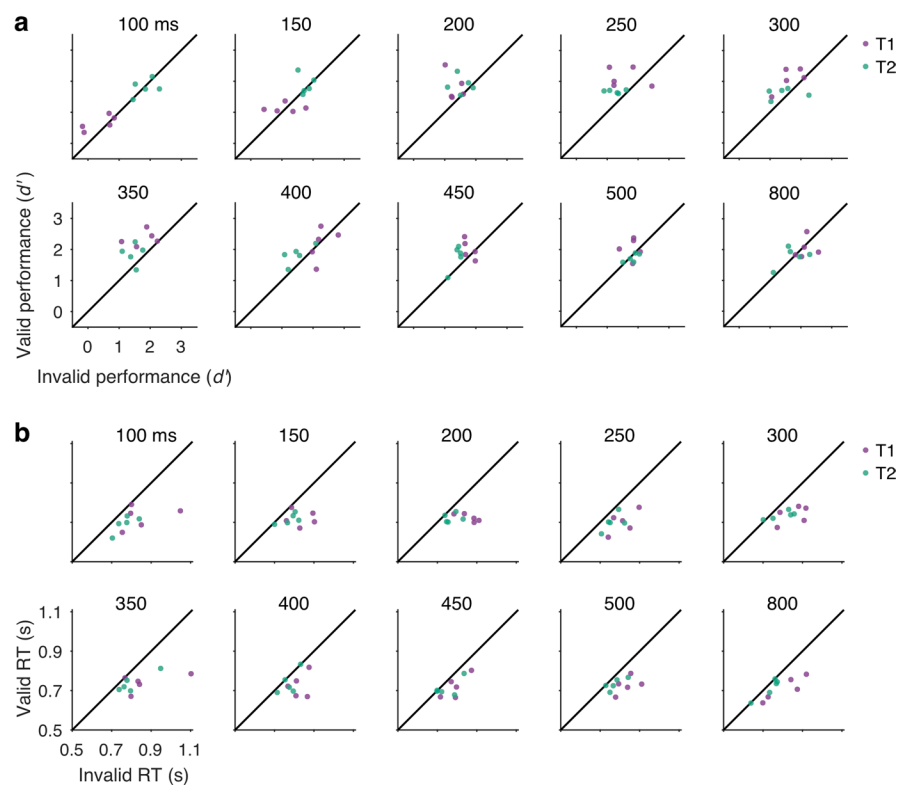 a
100 ms 150 200 250 300
T1
T2
350 400 450 500 800
Valid performance (d′)
3
2
1
0
0 1 2 3
Invalid performance (d′)
b
100 ms 150 200 250 300
T1
T2
350 400 450 500 800
Valid RT (s)
1.1
0.9
0.7
0.5
0.5 0.7 0.9 1.1
Invalid RT (s)